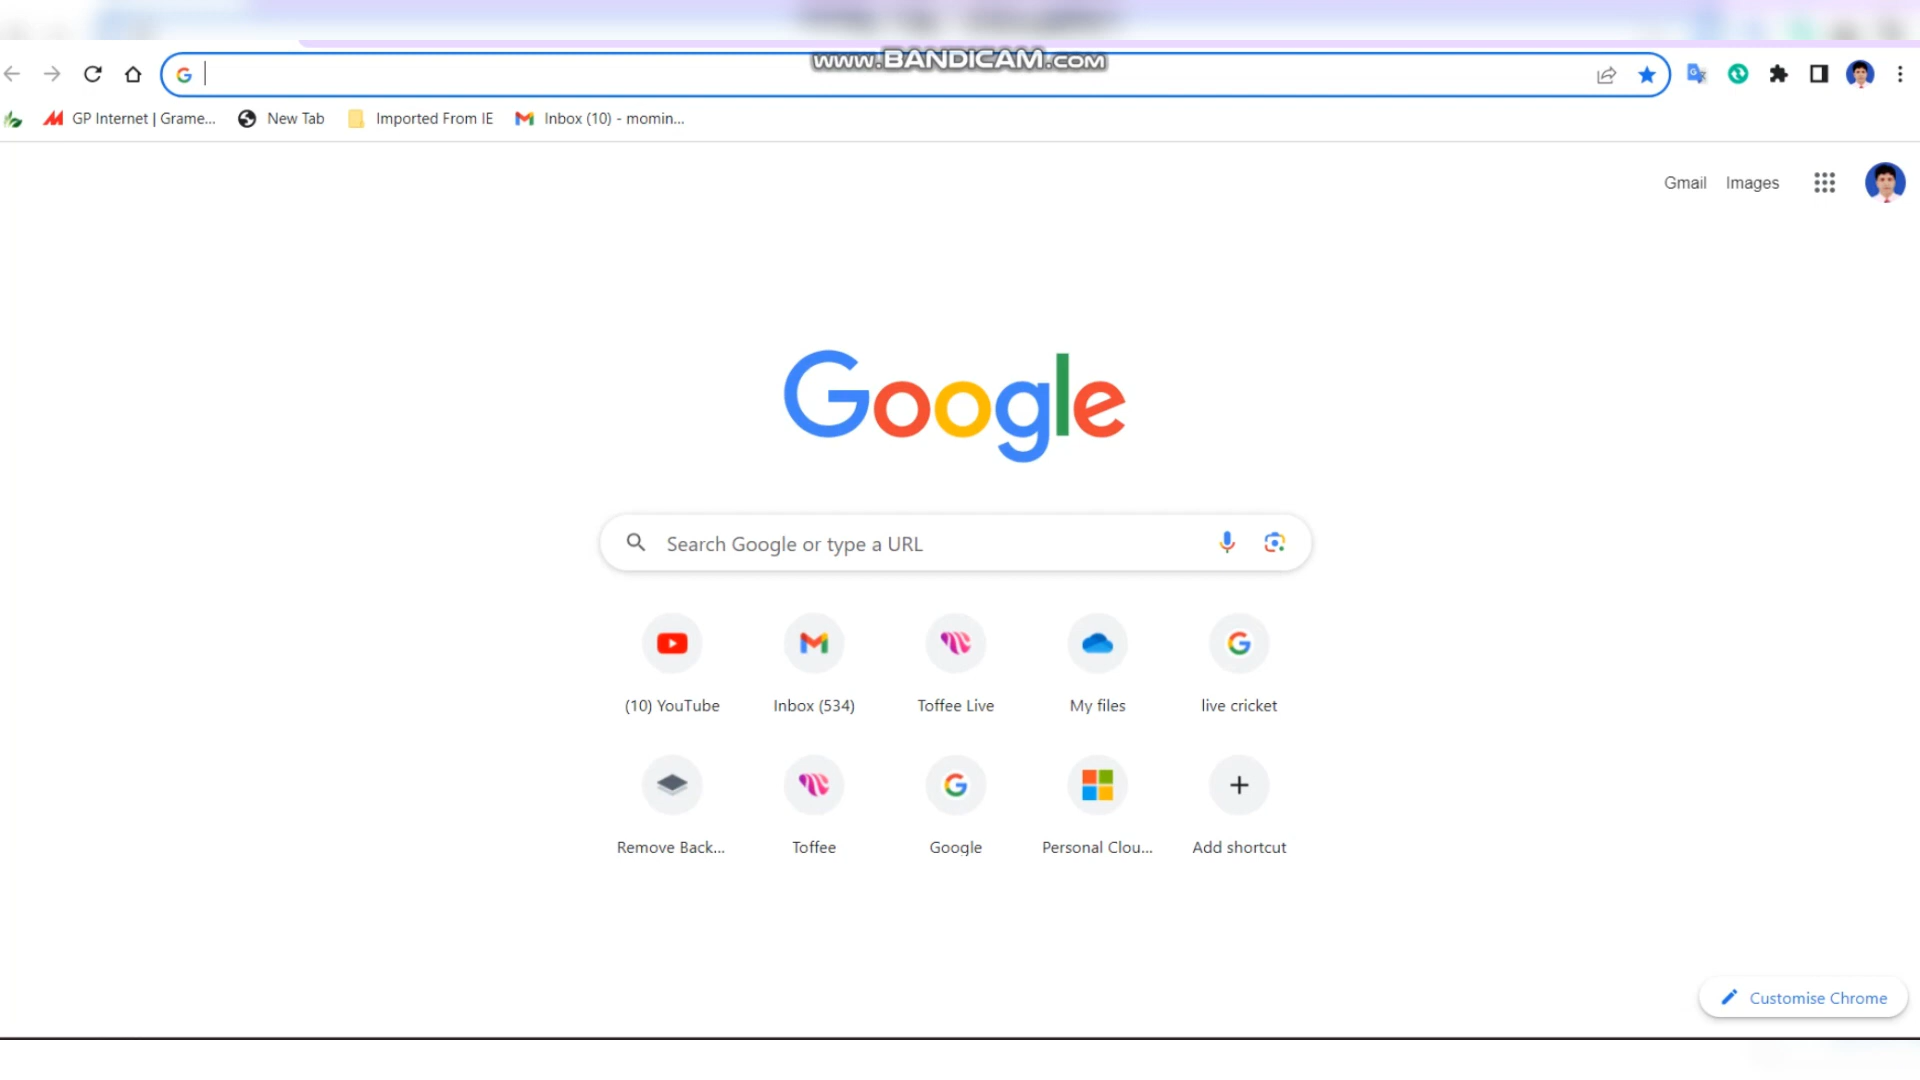 www.BANDICAM.com
GP Internet | Grame...
New Tab
Imported From IE
Inbox (10) - momin...
Gmail
Images
Google
Search Google or type a URL
(10) YouTube
Inbox (534)
Toffee Live
My files
live cricket
Remove Back...
Toffee
Google
Personal Clou...
Add shortcut
Customise Chrome